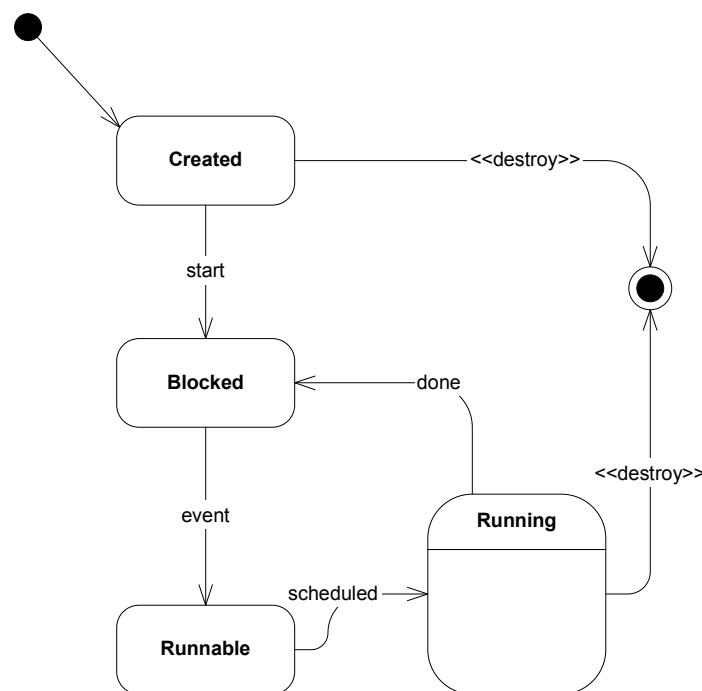 Created
<<destroy>>
start
Blocked
done
<<destroy>>
event
Running
scheduled
Runnable